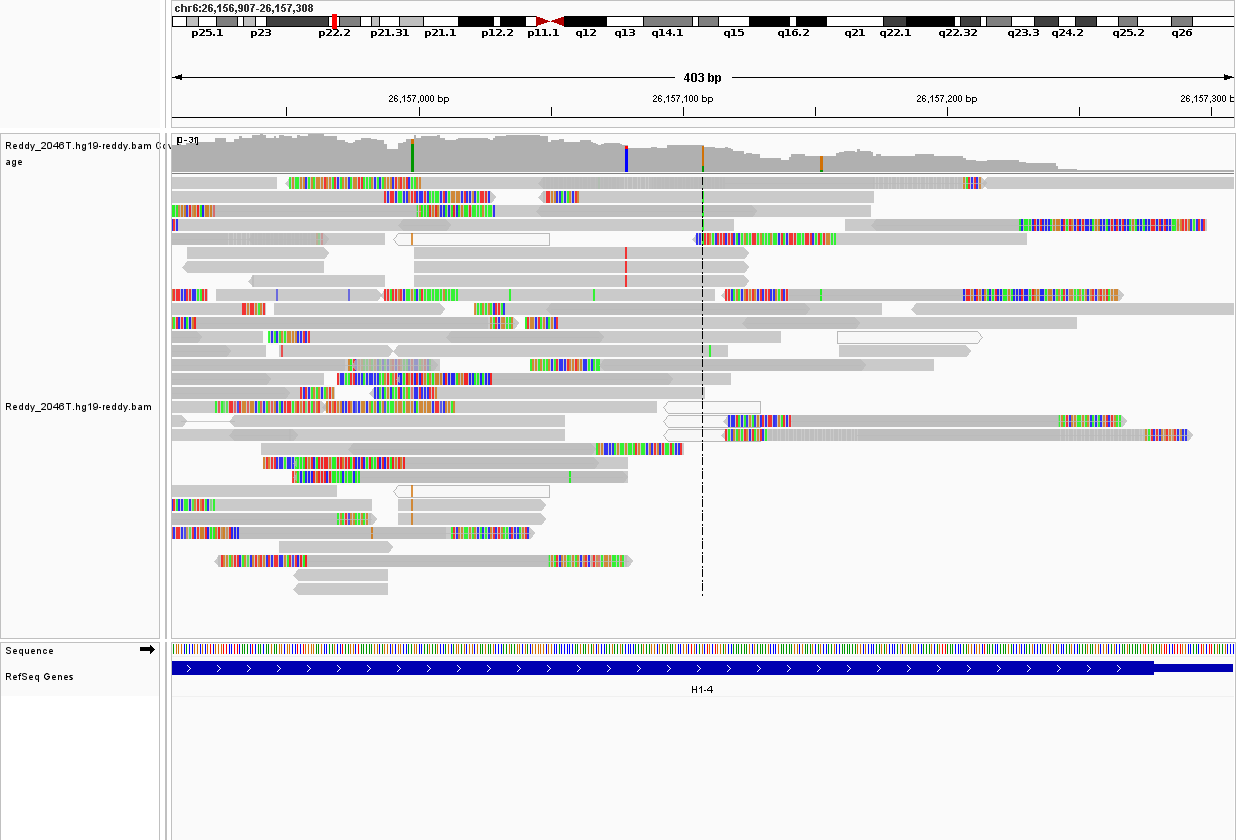 chr6:26,156,907-26,157,308
p25.1 p23 p22.2 p21.31 p21.1 p12.2 p11.1 q12 q13 q14.1 q15 q16.2 q21 q22.1 q22.32 q23.3 q24.2 q25.2 q26
403 bp
26,157,000 bp 26,157,100 bp 26,157,200 bp 26,157,300 b
[0-31]
Reddy_2046T.hg19-reddy.bam Cov
age
Reddy_2046T.hg19-reddy.bam
Sequence
RefSeq Genes
H1-4